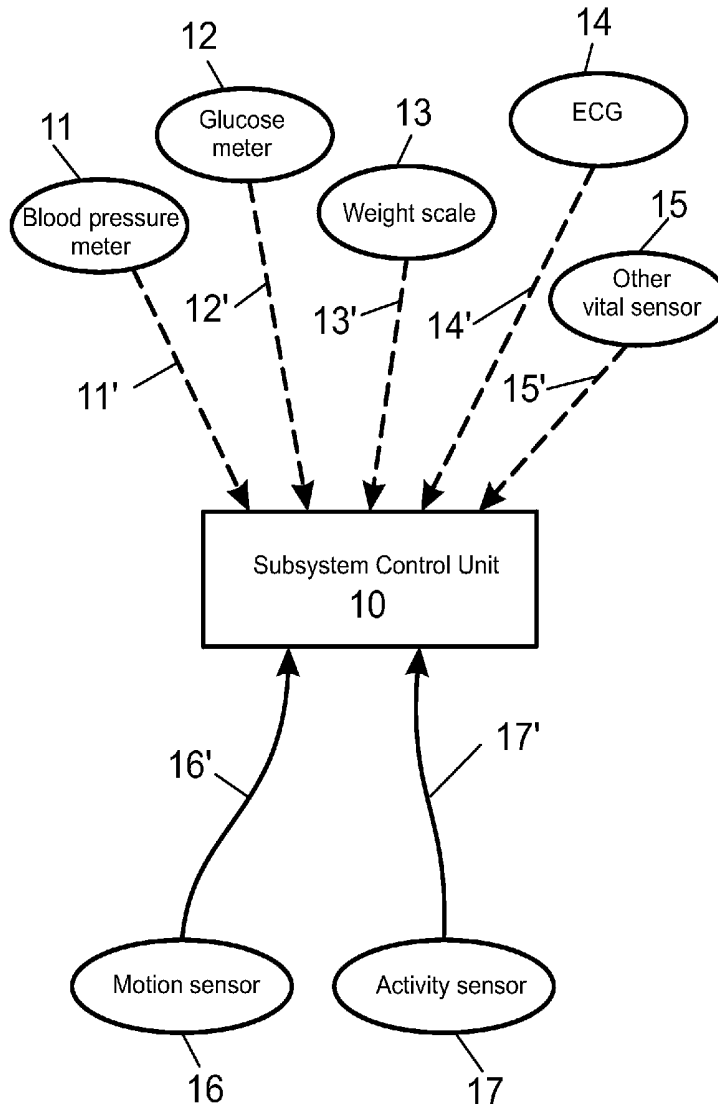 12
14
Glucose
meter
ECG
11
13
Blood pressure
meter
Weight scale
15
Other
vital sensor
12'
13'
14'
11'
15'
Subsystem Control Unit
10
16'
17'
Motion sensor
Activity sensor
16
17